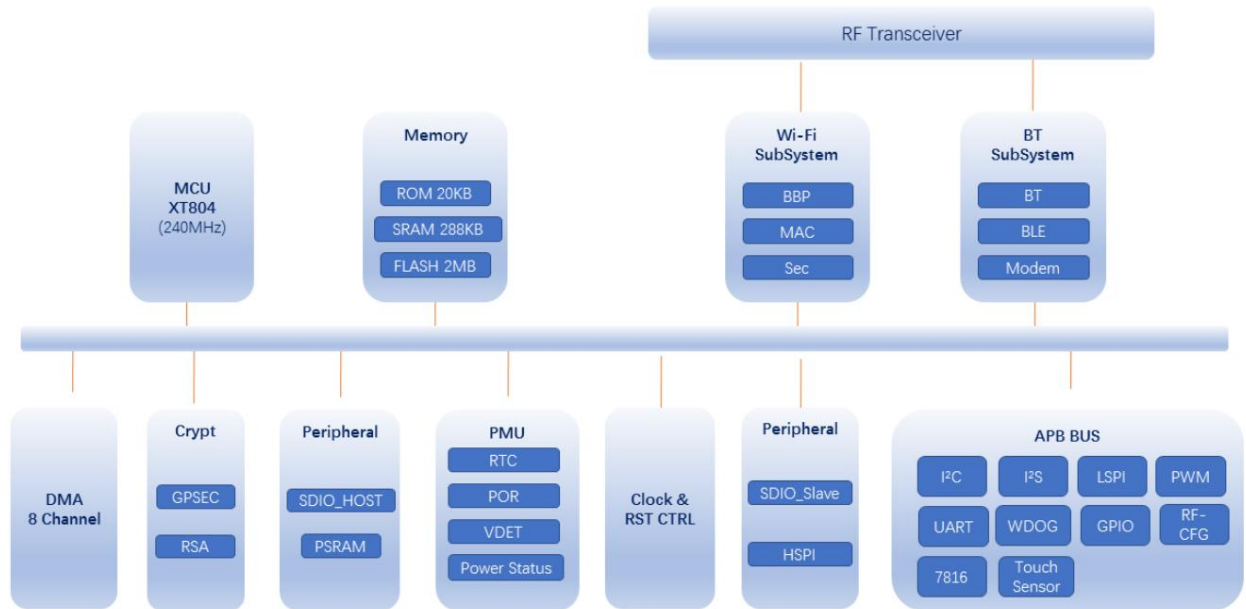 RF Transceiver
MCU
XT804
(240MHz)
Memory
ROM 20KB
SRAM 288KB
FLASH 2MB
Wi-Fi
SubSystem
BBP
MAC
Sec
BT
SubSystem
BT
BLE
Modem
DMA
8 Channel
Crypt
GPSEC
RSA
Peripheral
SDIO_HOST
PSRAM
PMU
RTC
POR
VDET
Power Status
Clock &
RST CTRL
Peripheral
SDIO_Slave
HSPI
APB BUS
I²C
I²S
LSPI
PWM
UART
WDOG
GPIO
RF-
CFG
7816
Touch
Sensor